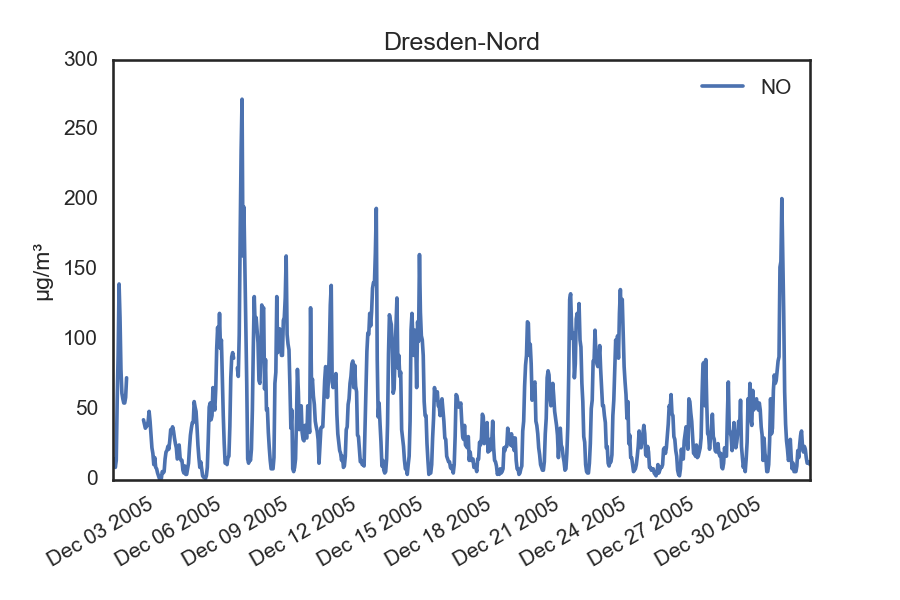 Dresden-Nord
300
250
200
150
100
50
0
µg/m³
NO
Dec 03 2005
Dec 06 2005
Dec 09 2005
Dec 12 2005
Dec 15 2005
Dec 18 2005
Dec 21 2005
Dec 24 2005
Dec 27 2005
Dec 30 2005